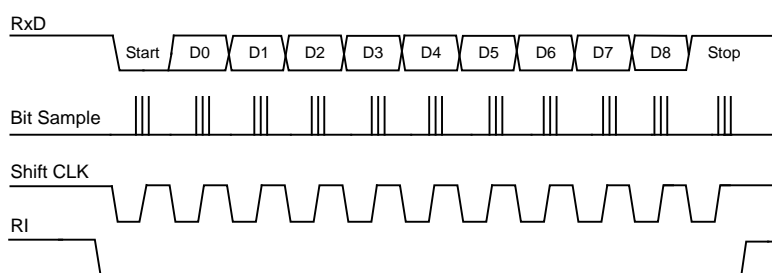 RxD
Start D0 D1 D2 D3 D4 D5 D6 D7 D8 Stop
Bit Sample
Shift CLK
RI